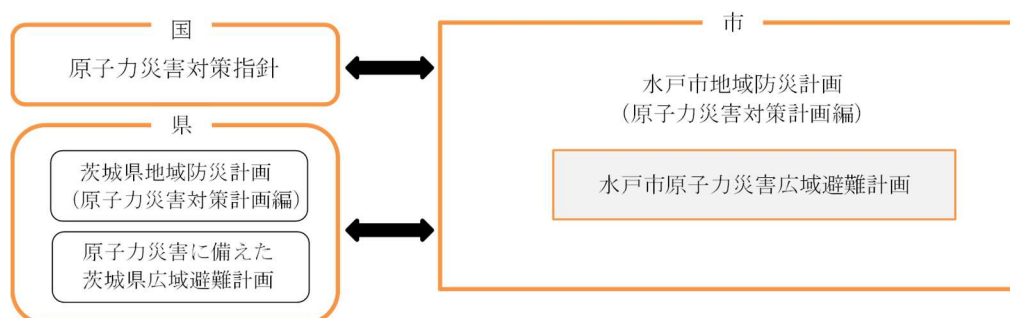 国
原子力災害対策指針
県
茨城県地域防災計画
(原子力災害対策計画編)
原子力災害に備えた
茨城県広域避難計画
市
水戸市地域防災計画
(原子力災害対策計画編)
水戸市原子力災害広域避難計画